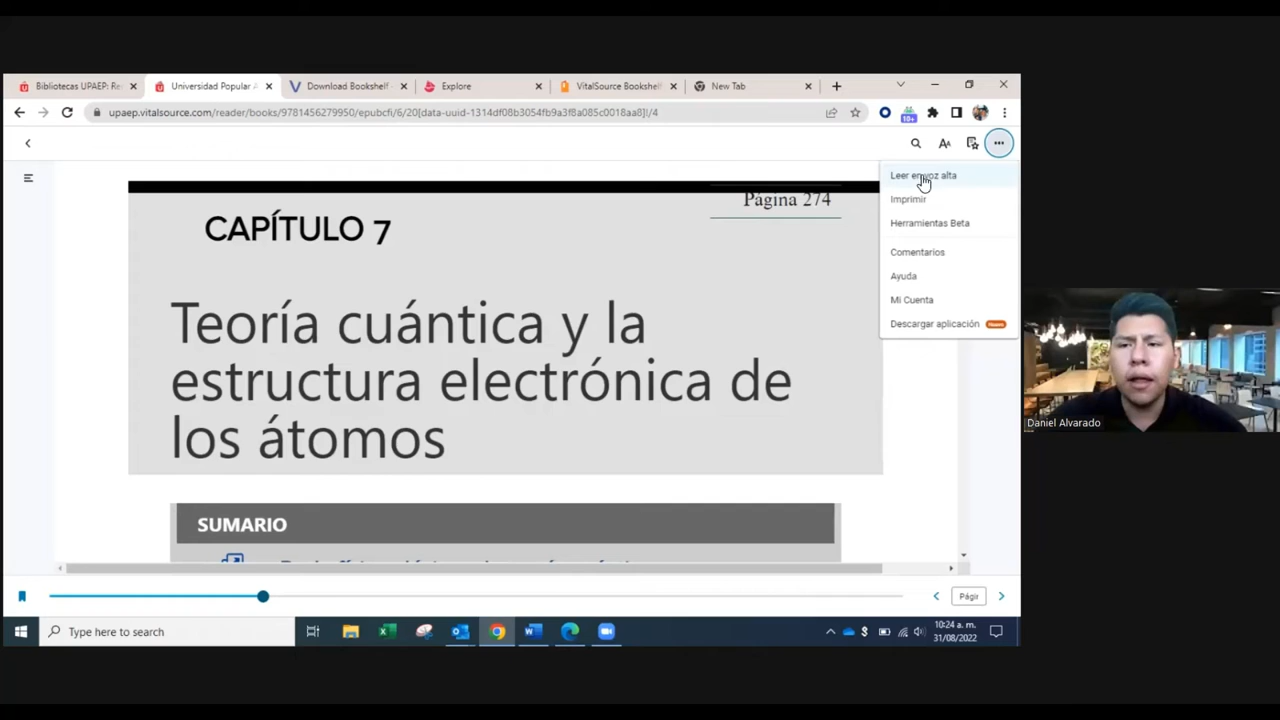 Bibliotecas UPAEP: Re
Universidad Popular A
Download Bookshelf
Explore
VitalSource Bookshelf
New Tab
upaep.vitalsource.com/reader/books/9781456279950/epubcfi/6/20[data-uuid-1314df08b3054fb9a3f8a085c0018aa8]!/4
10+
AA
Leer en voz alta
Imprimir
Herramientas Beta
Comentarios
Ayuda
Mi Cuenta
Descargar aplicación Nuevo
Página 274
CAPÍTULO 7
Teoría cuántica y la
estructura electrónica de
los átomos
SUMARIO
Daniel Alvarado
Págir
Type here to search
10:24 a. m.
31/08/2022